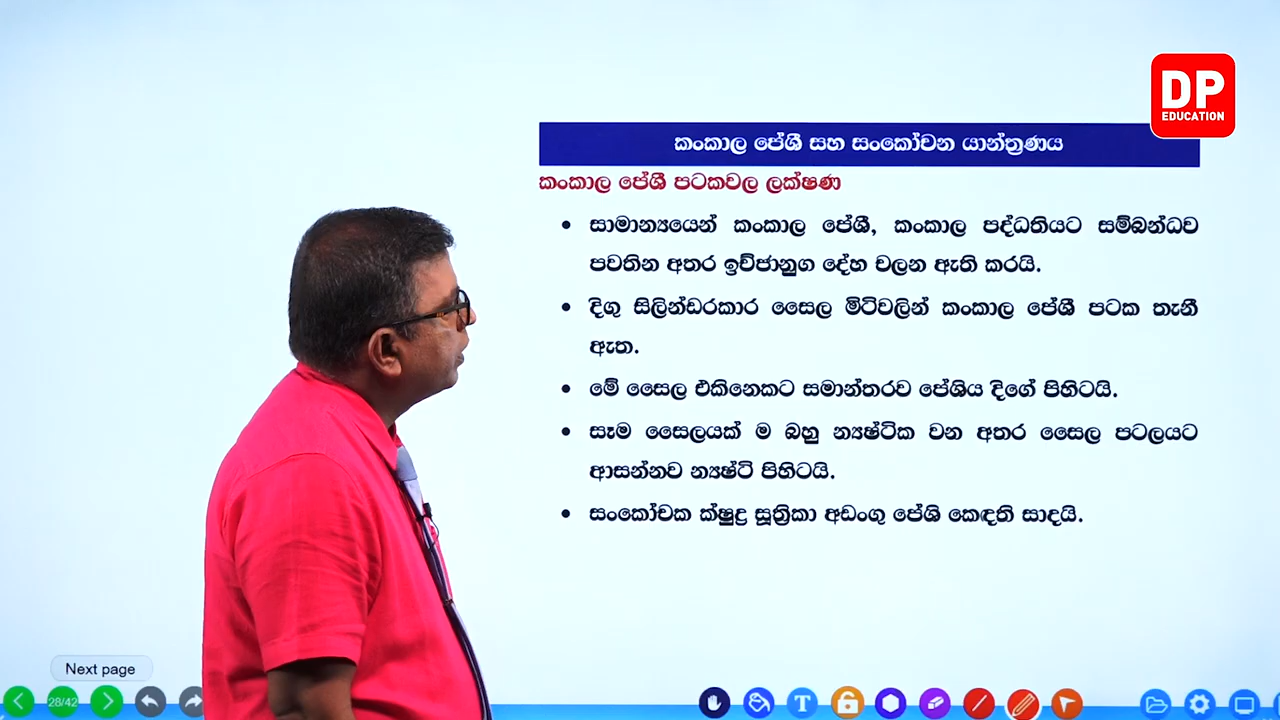 DP
EDUCATION
කංකාල පේශී සහ සංකෝචන යාන්ත්‍රණය
කංකාල පේශී පටකවල ලක්ෂණ
• සාමාන්‍යයෙන් කංකාල පේශී, කංකාල පද්ධතියට සම්බන්ධව
පවතින අතර ඉච්ඡානුග දේහ චලන ඇති කරයි.
• දිගු සිලින්ඩරකාර සෛල මිටිවලින් කංකාල පේශී පටක තැනී
ඇත.
• මේ සෛල එකිනෙකට සමාන්තරව පේශිය දිගේ පිහිටයි.
• සෑම සෛලයක් ම බහු න්‍යෂ්ටික වන අතර සෛල පටලයට
ආසන්නව න්‍යෂ්ටි පිහිටයි.
• සංකෝචක ක්ෂුද්‍ර සූත්‍රිකා අඩංගු පේශි කෙඳති සාදයි.
Next page
28/42
T